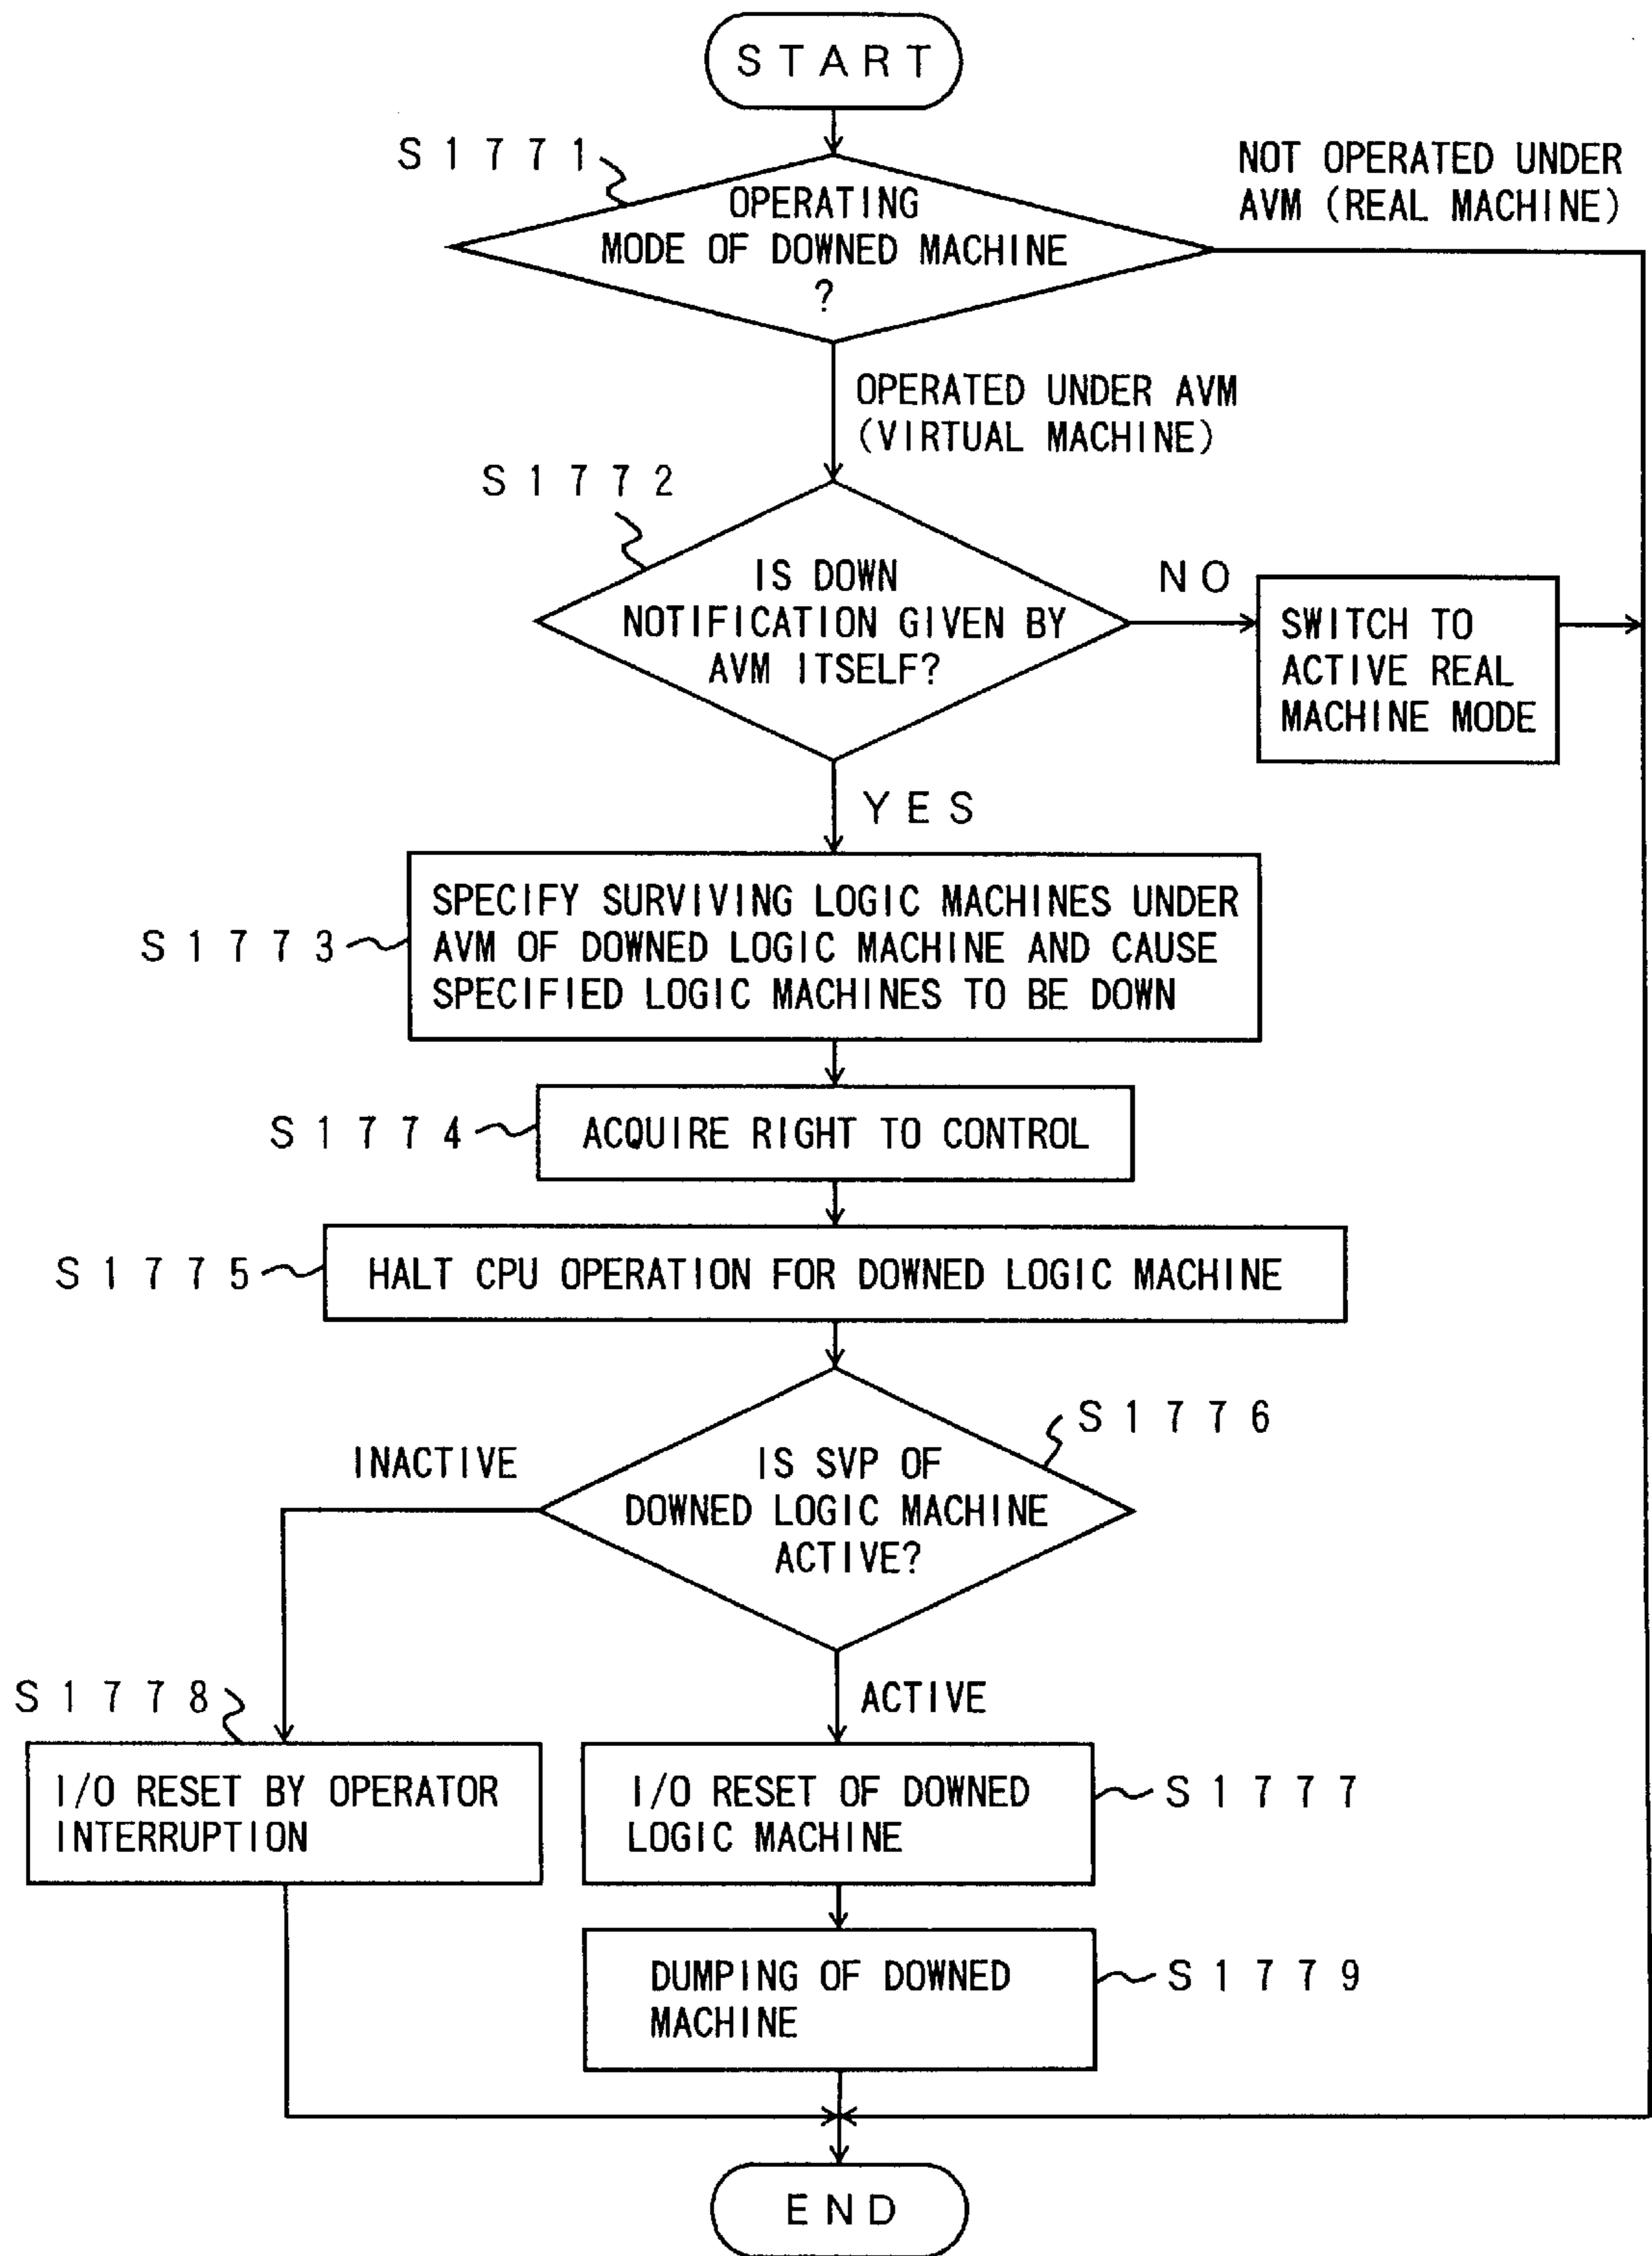 START
S1771
OPERATING
MODE OF DOWNED MACHINE
?
NOT OPERATED UNDER
AVM (REAL MACHINE)
OPERATED UNDER AVM
(VIRTUAL MACHINE)
S1772
IS DOWN
NOTIFICATION GIVEN BY
AVM ITSELF?
NO
SWITCH TO
ACTIVE REAL
MACHINE MODE
YES
S1773
SPECIFY SURVIVING LOGIC MACHINES UNDER
AVM OF DOWNED LOGIC MACHINE AND CAUSE
SPECIFIED LOGIC MACHINES TO BE DOWN
S1774
ACQUIRE RIGHT TO CONTROL
S1775
HALT CPU OPERATION FOR DOWNED LOGIC MACHINE
S1776
INACTIVE
IS SVP OF
DOWNED LOGIC MACHINE
ACTIVE?
S1778
ACTIVE
I/O RESET BY OPERATOR
INTERRUPTION
I/O RESET OF DOWNED
LOGIC MACHINE
S1777
DUMPING OF DOWNED
MACHINE
S1779
END